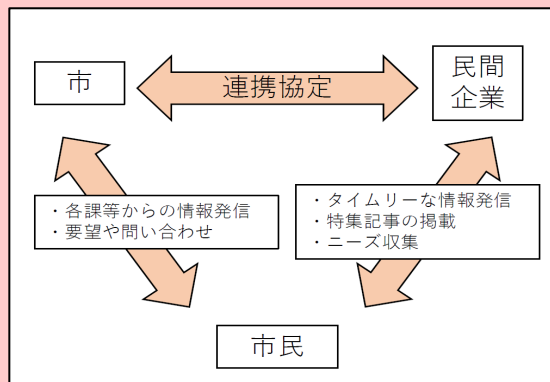 市
連携協定
民間
企業
・各課等からの情報発信
・要望や問い合わせ
・タイムリーな情報発信
・特集記事の掲載
・ニーズ収集
市民